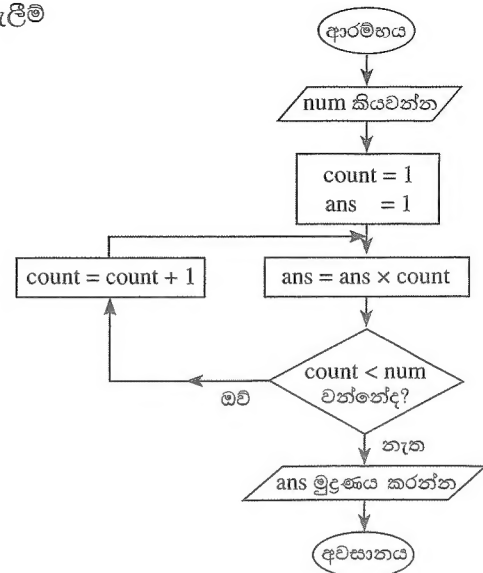 ආරම්භය
num කියවන්න
count = 1
ans = 1
count = count + 1
ans = ans × count
count < num
වන්නේද?
ඔව්
නැත
ans මුද්‍රණය කරන්න
අවසානය